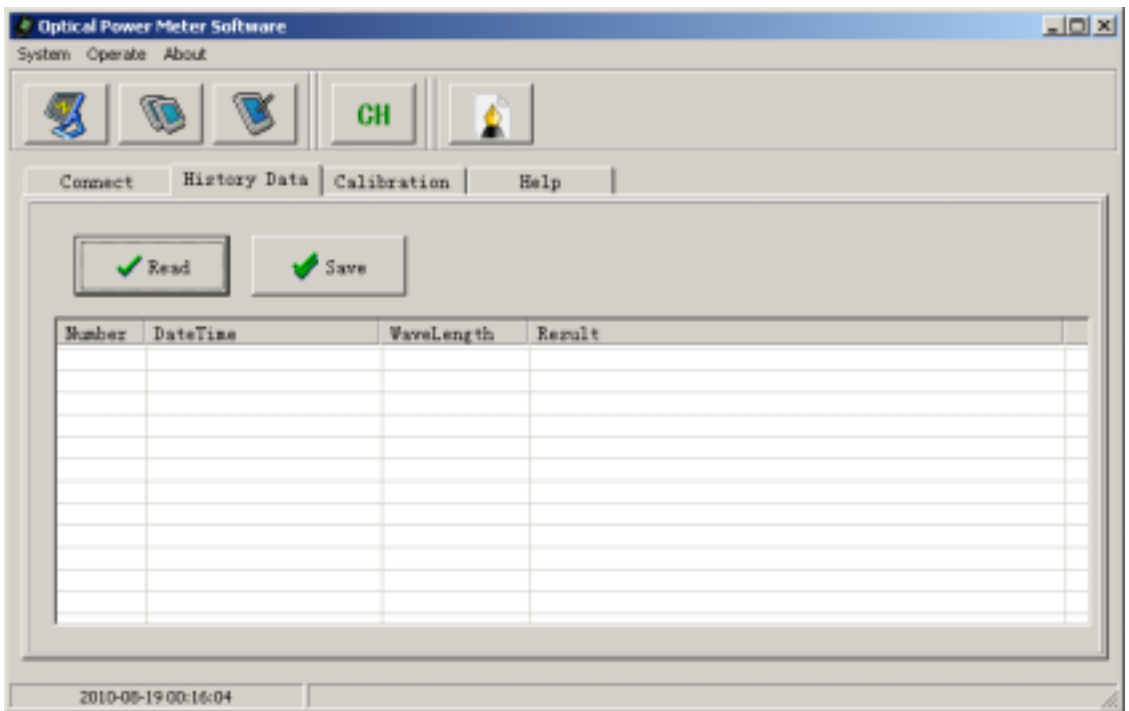 Optical Power Meter Software
System Operate About
CH
Connect History Data Calibration Help
Read Save
Number DateTime WaveLength Result
2010-08-19 00:16:04